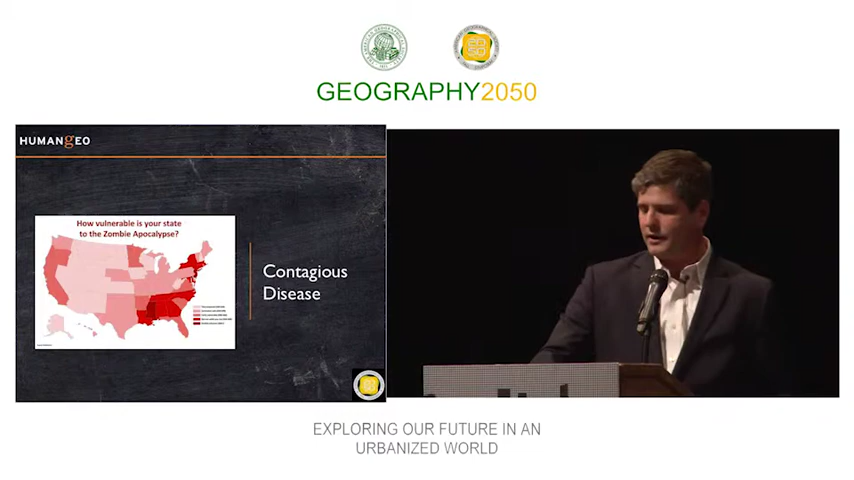 GEOGRAPHY2050
HUMANgEO
How vulnerable is your state
to the Zombie Apocalypse?
Contagious
Disease
EXPLORING OUR FUTURE IN AN
URBANIZED WORLD